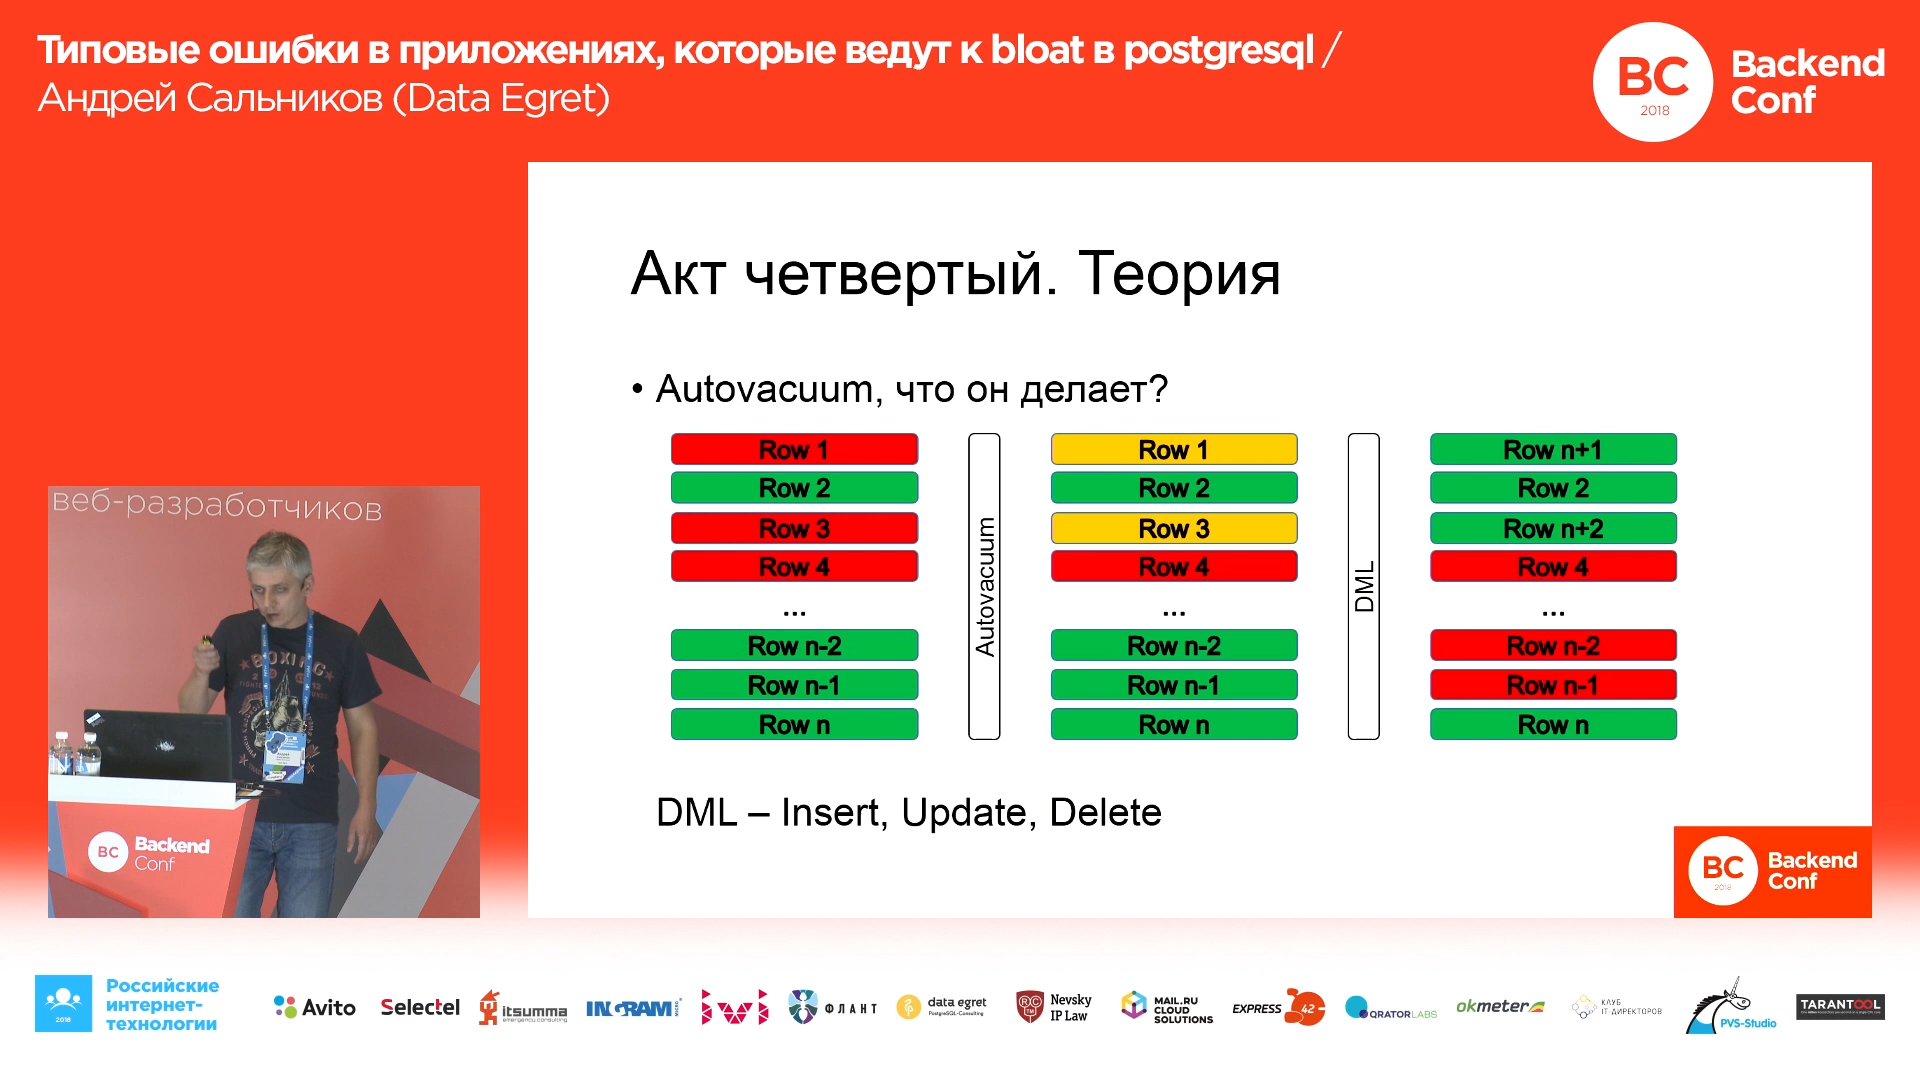 Типовые ошибки в приложениях, которые ведут к bloat в postgresql /
Андрей Сальников (Data Egret)
BC
2018
Backend
Conf
Акт четвертый. Теория
• Autovacuum, что он делает?
Row 1
Row 2
Row 3
Row 4
...
Row n-2
Row n-1
Row n
Autovacuum
Row 1
Row 2
Row 3
Row 4
...
Row n-2
Row n-1
Row n
DML
Row n+1
Row 2
Row n+2
Row 4
...
Row n-2
Row n-1
Row n
DML – Insert, Update, Delete
BC
2018
Backend
Conf
веб-разработчиков
BOXING
BC
Backend
Conf
2018
Российские
интернет-
технологии
Avito
Selectel
itsumma
emergency consulting
INGRAM
MICRO
ivi
ФЛАНТ
data egret
PostgreSQL-Consulting
Nevsky
IP Law
MAIL.RU
CLOUD
SOLUTIONS
EXPRESS 42
QRATOR LABS
okmeter
КЛУБ
IT-ДИРЕКТОРОВ
PVS-Studio
TARANTOOL